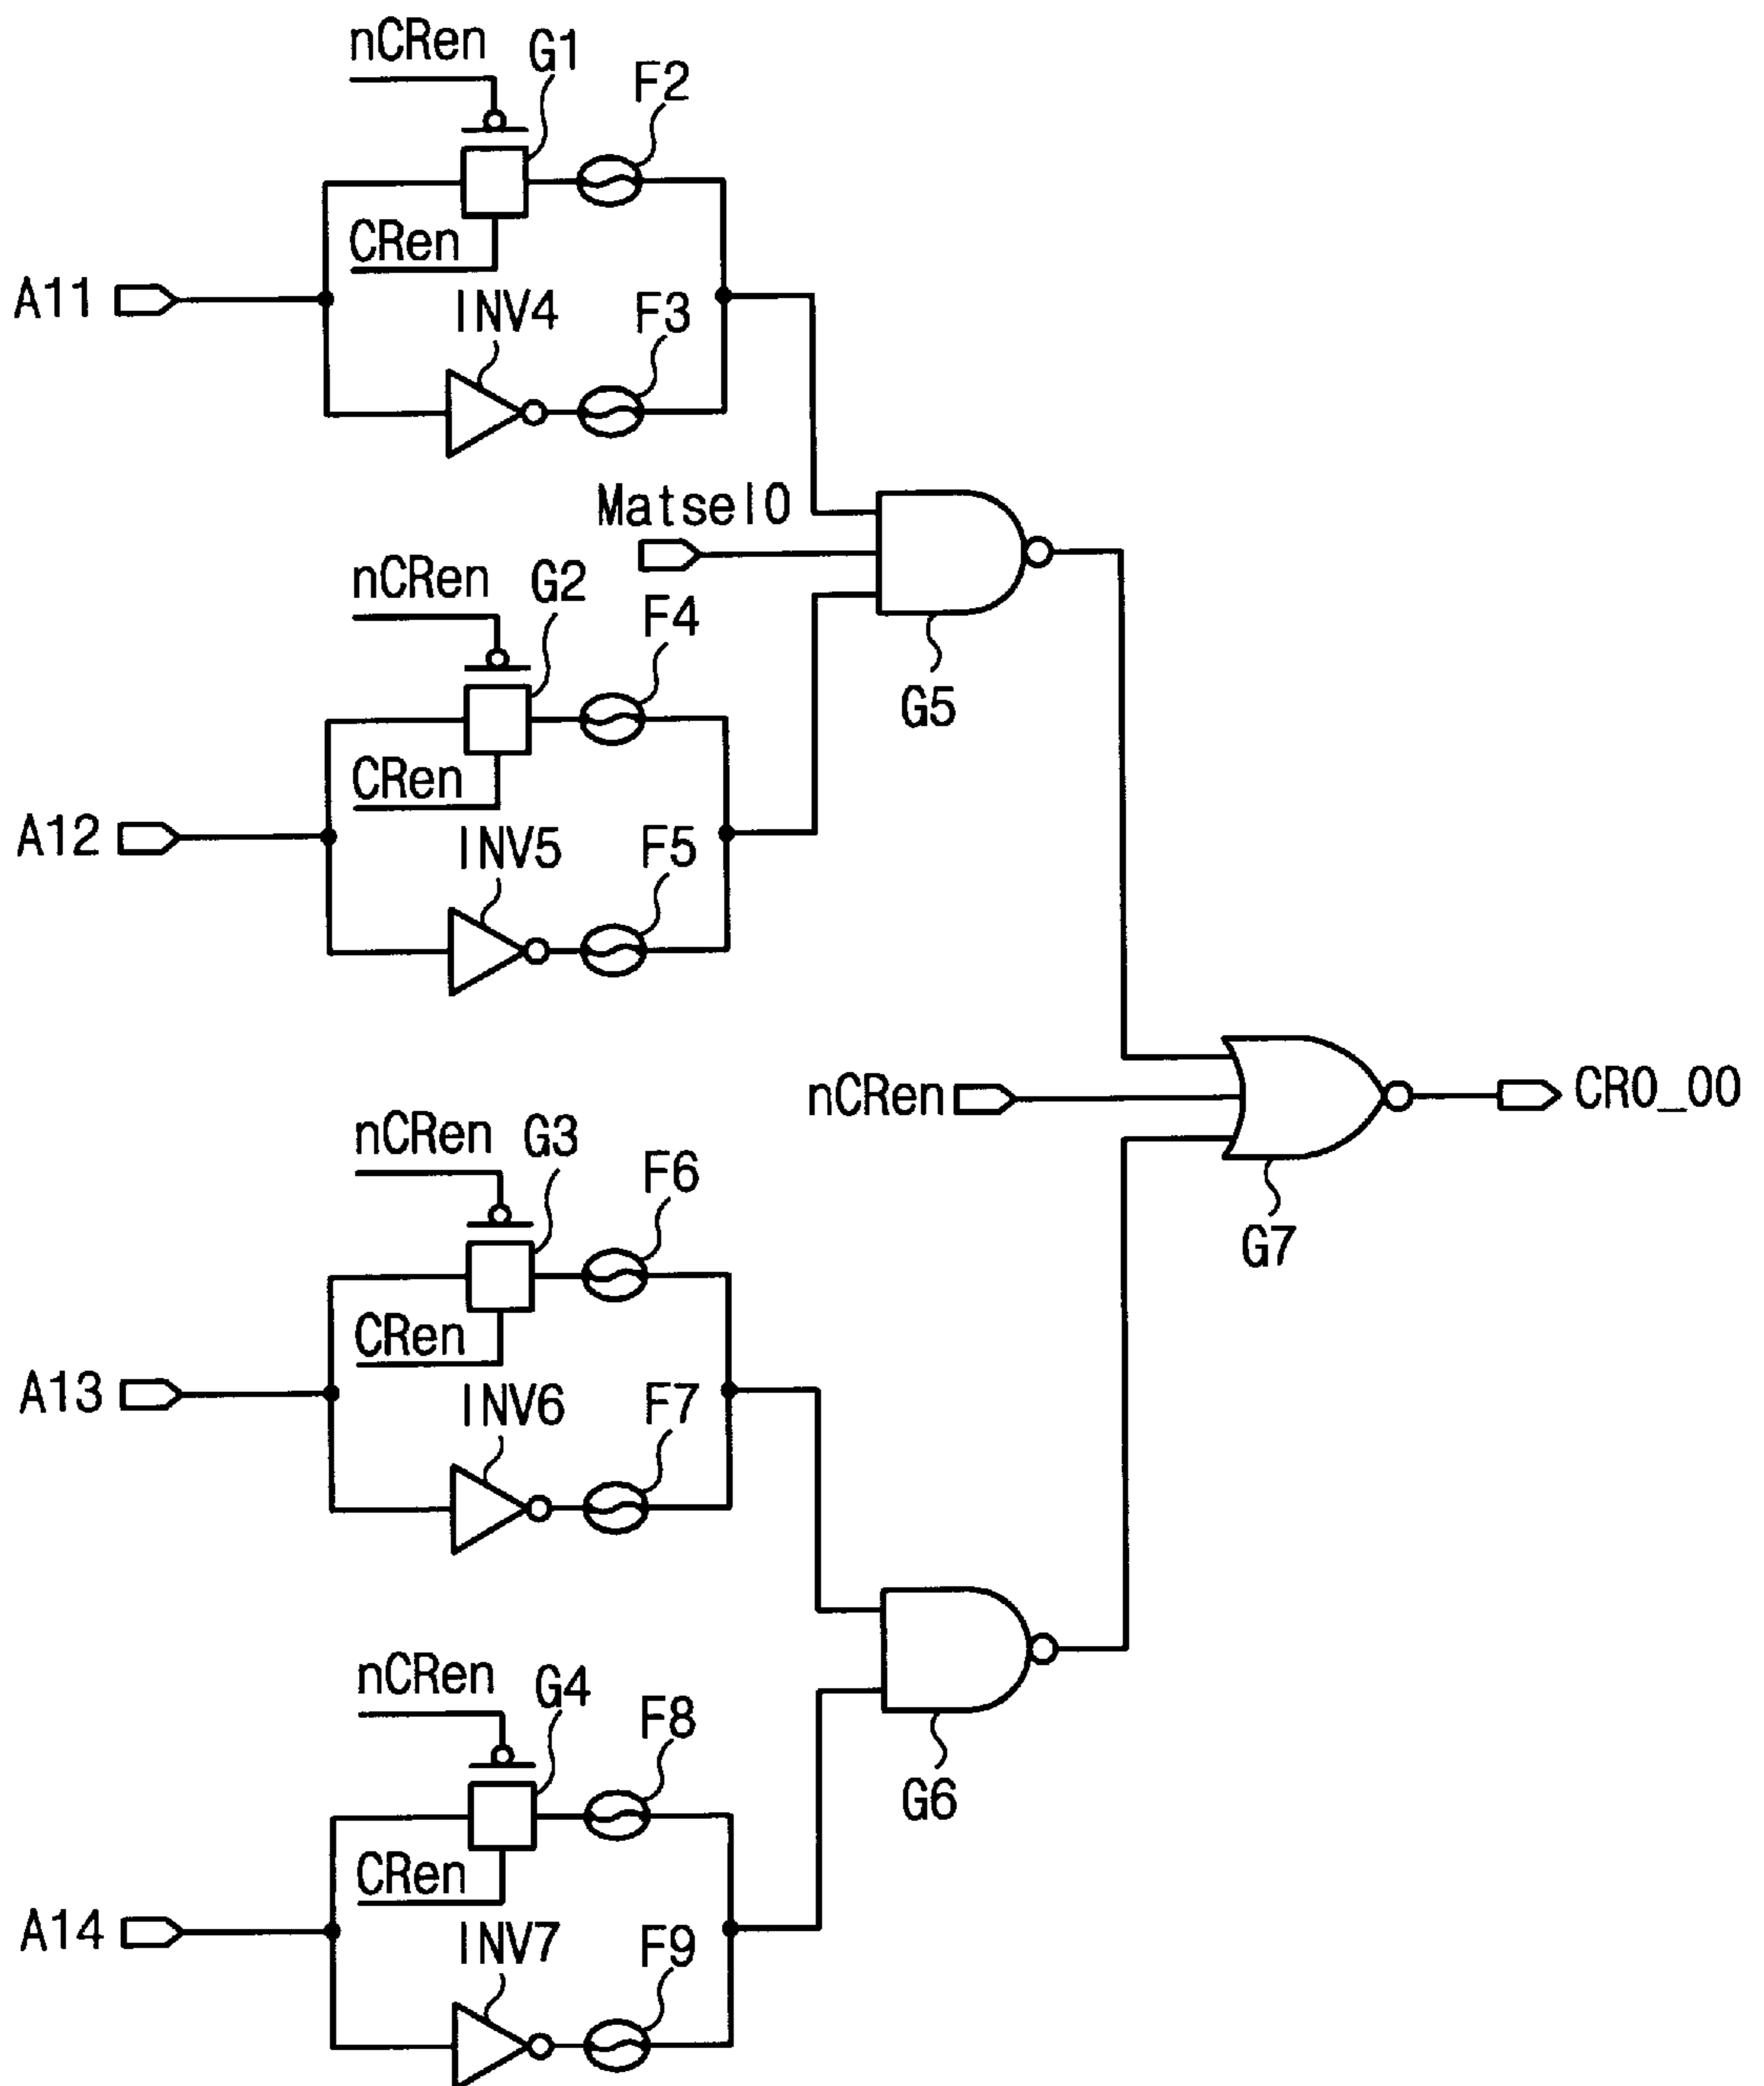 nCRen
G1
F2
CRen
A11
INV4
F3
Matsel0
nCRen
G2
F4
G5
CRen
A12
INV5
F5
nCRen
CR0_00
nCRen
G3
F6
G7
CRen
A13
INV6
F7
nCRen
G4
F8
G6
CRen
A14
INV7
F9